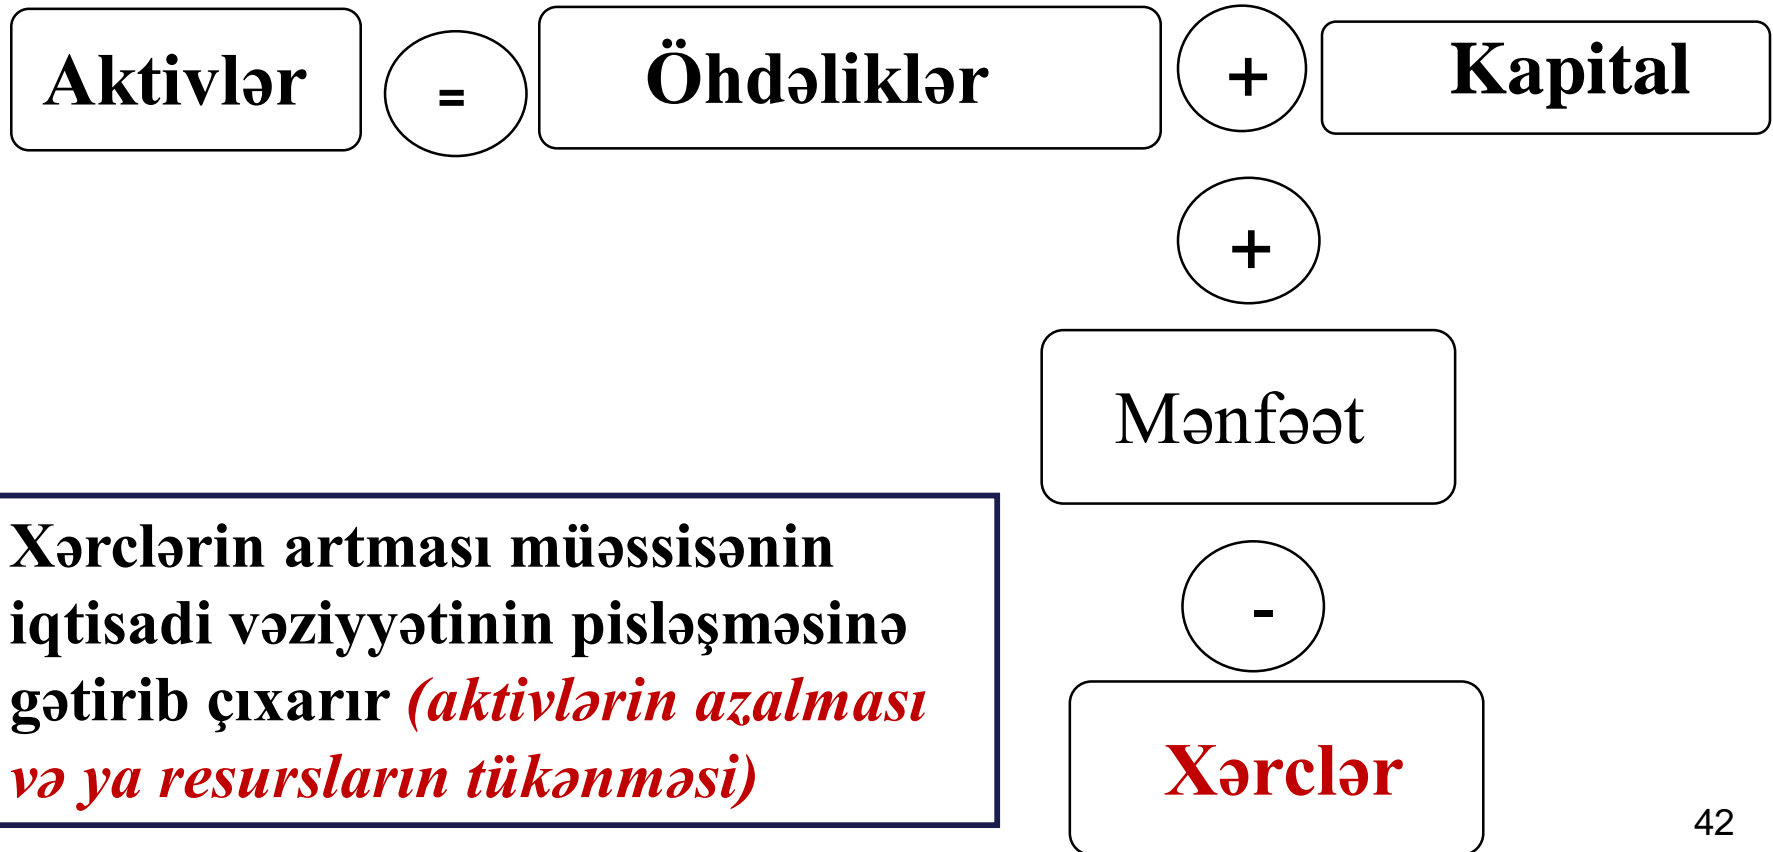 Aktivlər = Öhdəliklər + Kapital
+
Mənfəət
-
Xərclər
Xərclərin artması müəssisənin
iqtisadi vəziyyətinin pisləşməsinə
gətirib çıxarır (aktivlərin azalması
və ya resursların tükənməsi)
42